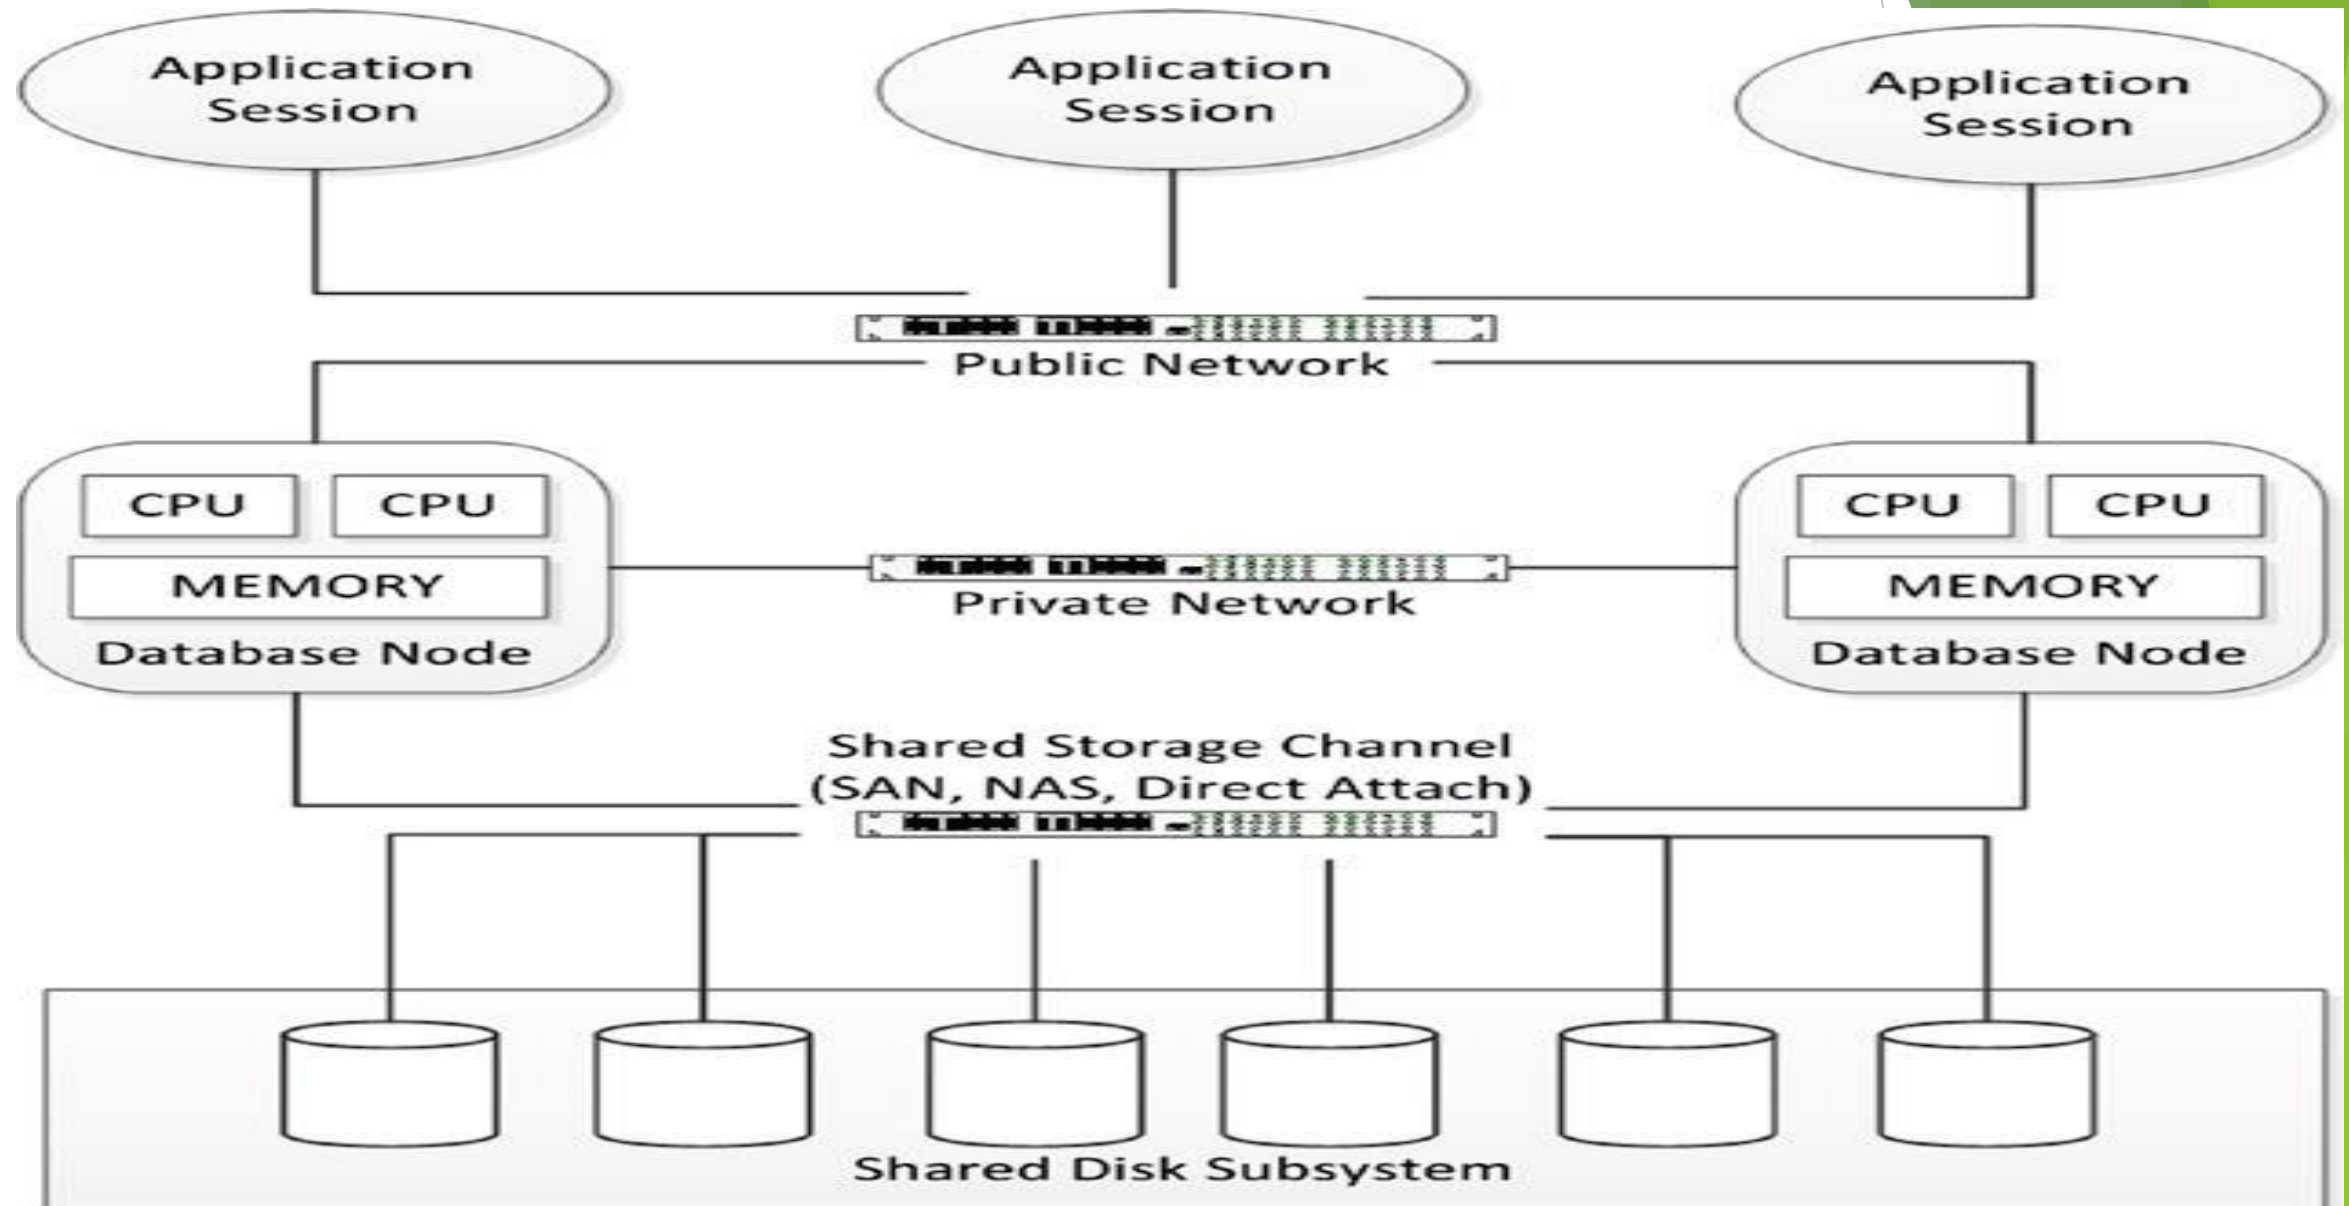 Application
Session
Application
Session
Application
Session
Public Network
CPU
CPU
MEMORY
Database Node
Private Network
CPU
CPU
MEMORY
Database Node
Shared Storage Channel
(SAN, NAS, Direct Attach)
Shared Disk Subsystem